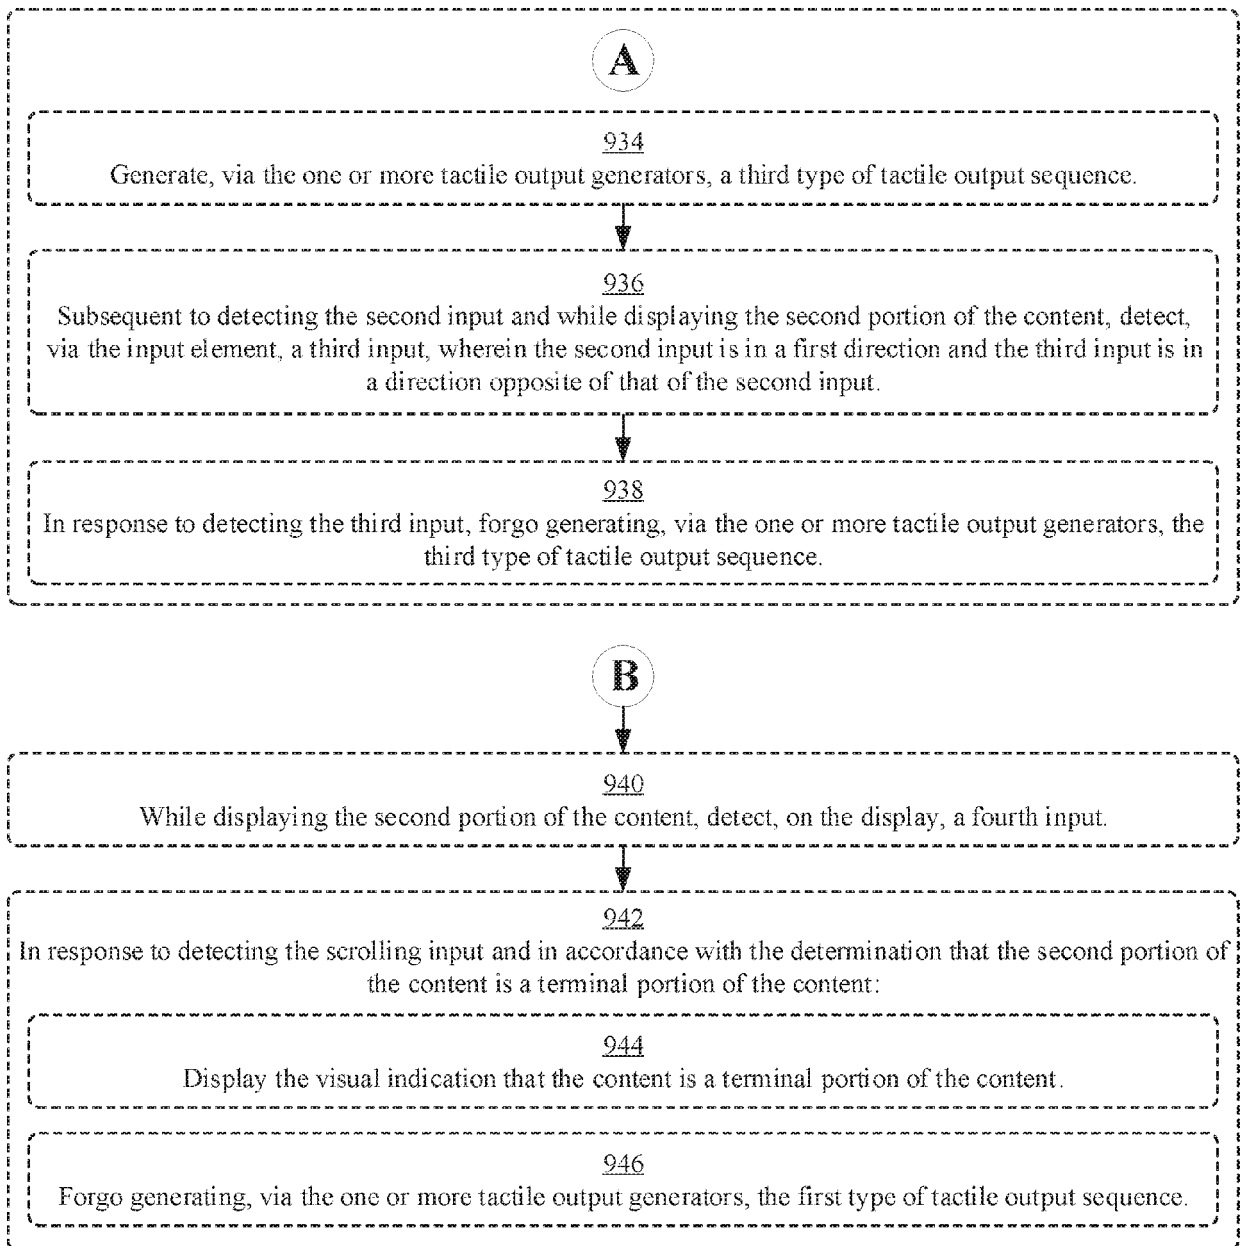 A
934
Generate, via the one or more tactile output generators, a third type of tactile output sequence.
936
Subsequent to detecting the second input and while displaying the second portion of the content, detect,
via the input element, a third input, wherein the second input is in a first direction and the third input is in
a direction opposite of that of the second input.
938
In response to detecting the third input, forgo generating, via the one or more tactile output generators, the
third type of tactile output sequence.
B
940
While displaying the second portion of the content, detect, on the display, a fourth input.
942
In response to detecting the scrolling input and in accordance with the determination that the second portion of
the content is a terminal portion of the content:
944
Display the visual indication that the content is a terminal portion of the content.
946
Forgo generating, via the one or more tactile output generators, the first type of tactile output sequence.